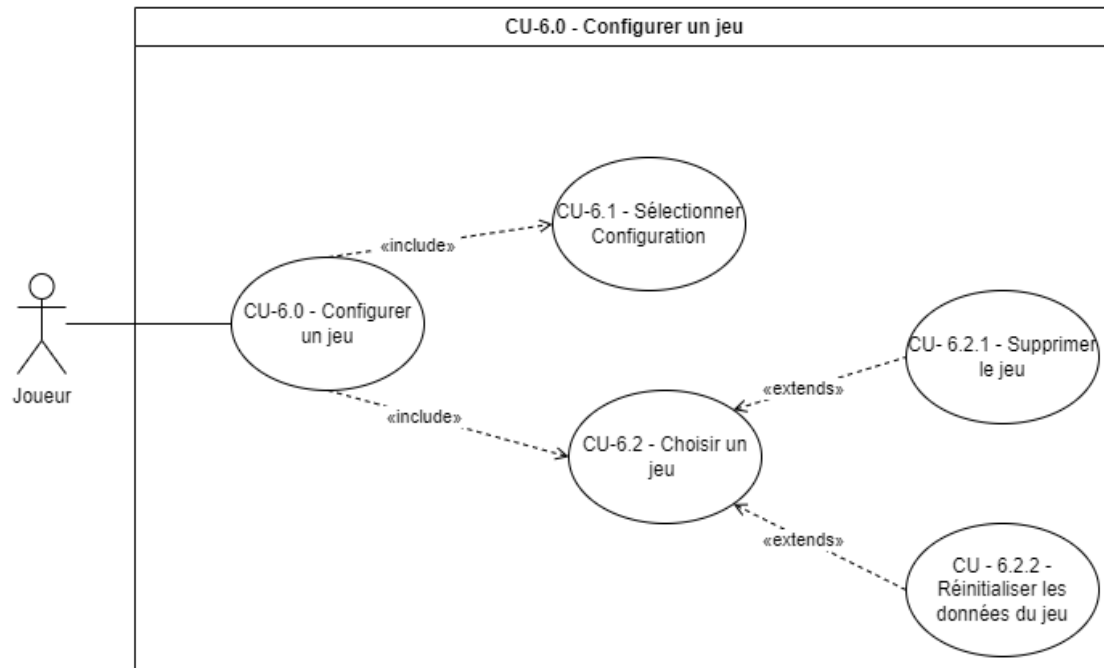 CU-6.0 - Configurer un jeu
CU-6.1 - Sélectionner
Configuration
«include»
CU-6.0 - Configurer
un jeu
Joueur
«include»
CU-6.2 - Choisir un
jeu
CU- 6.2.1 - Supprimer
le jeu
«extends»
«extends»
CU - 6.2.2 -
Réinitialiser les
données du jeu